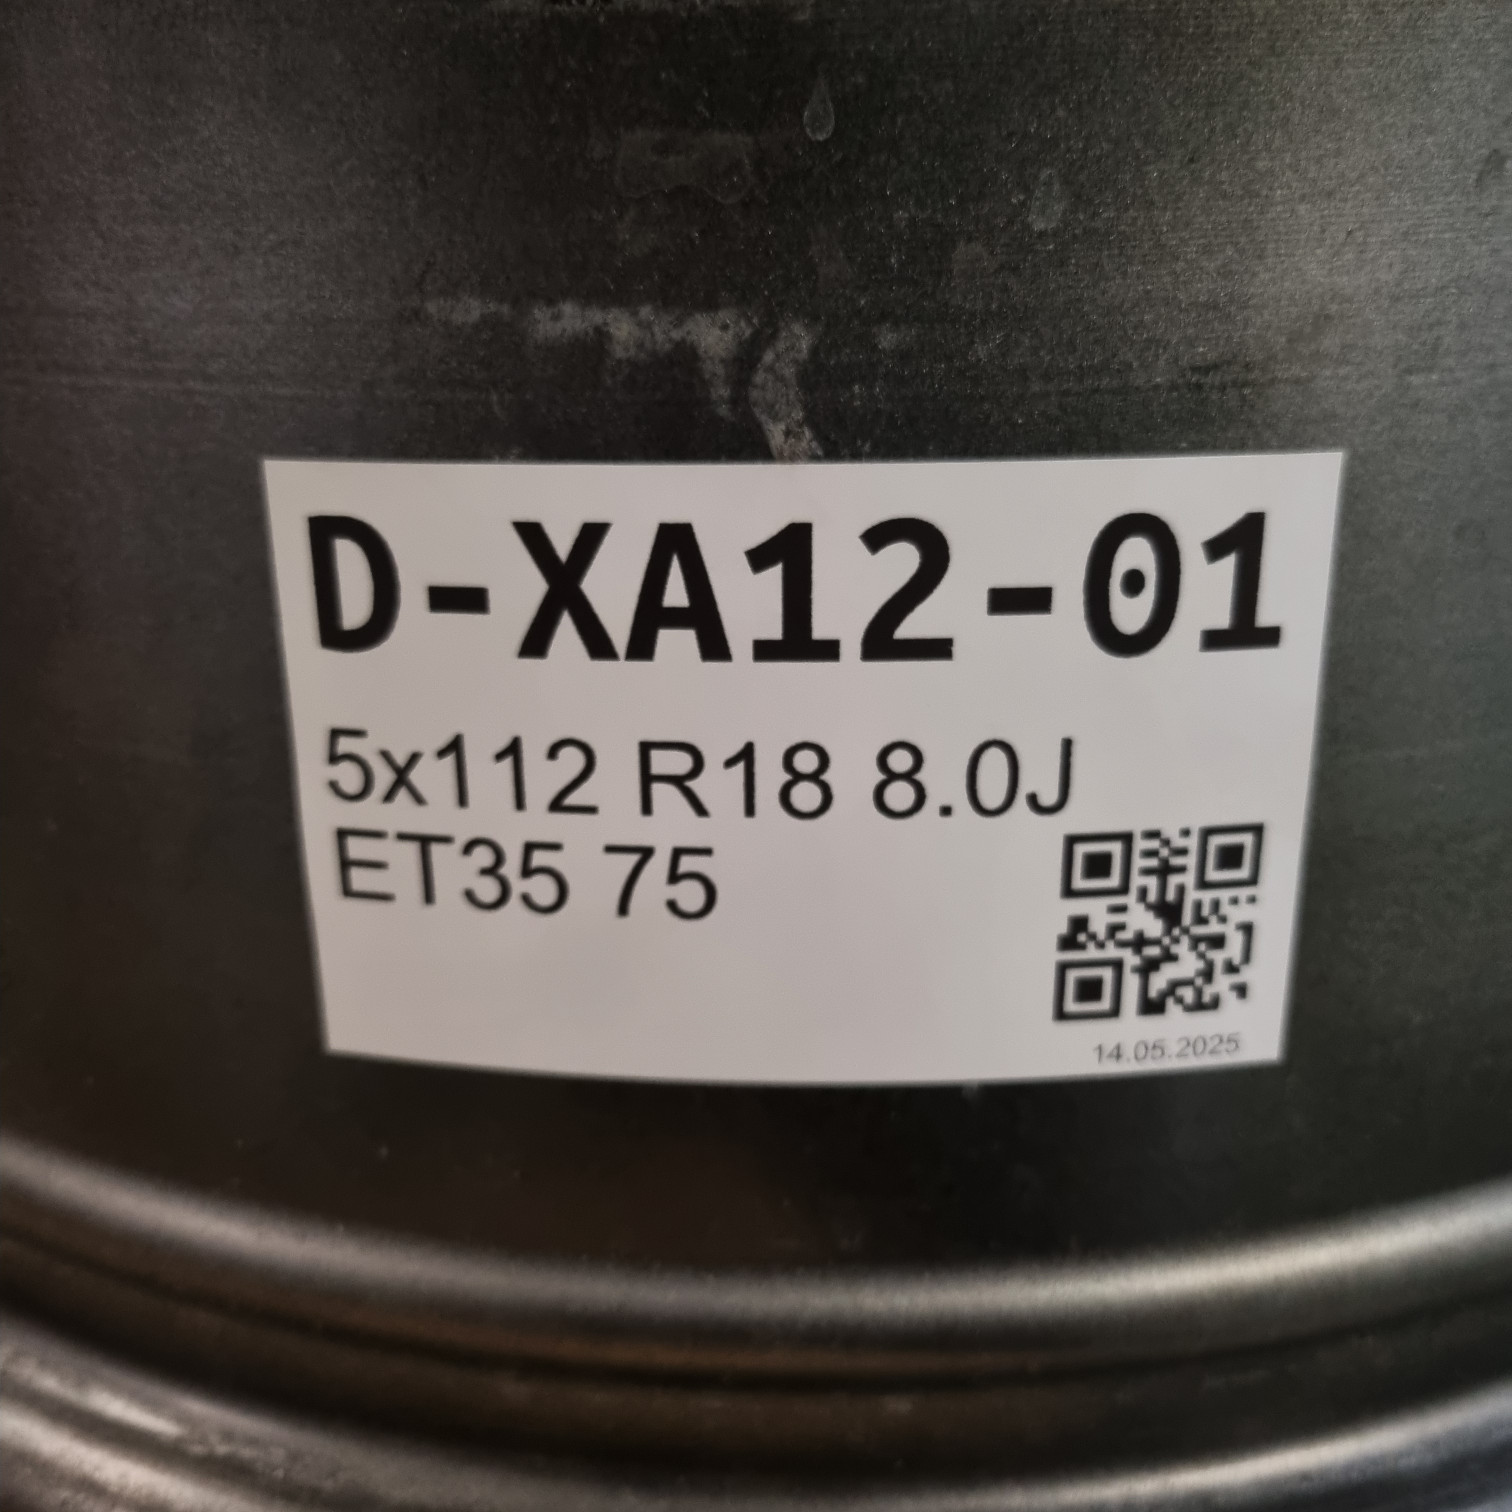 D-XA12-01
5x112 R18 8.0J
ET35 75
14.05.2025